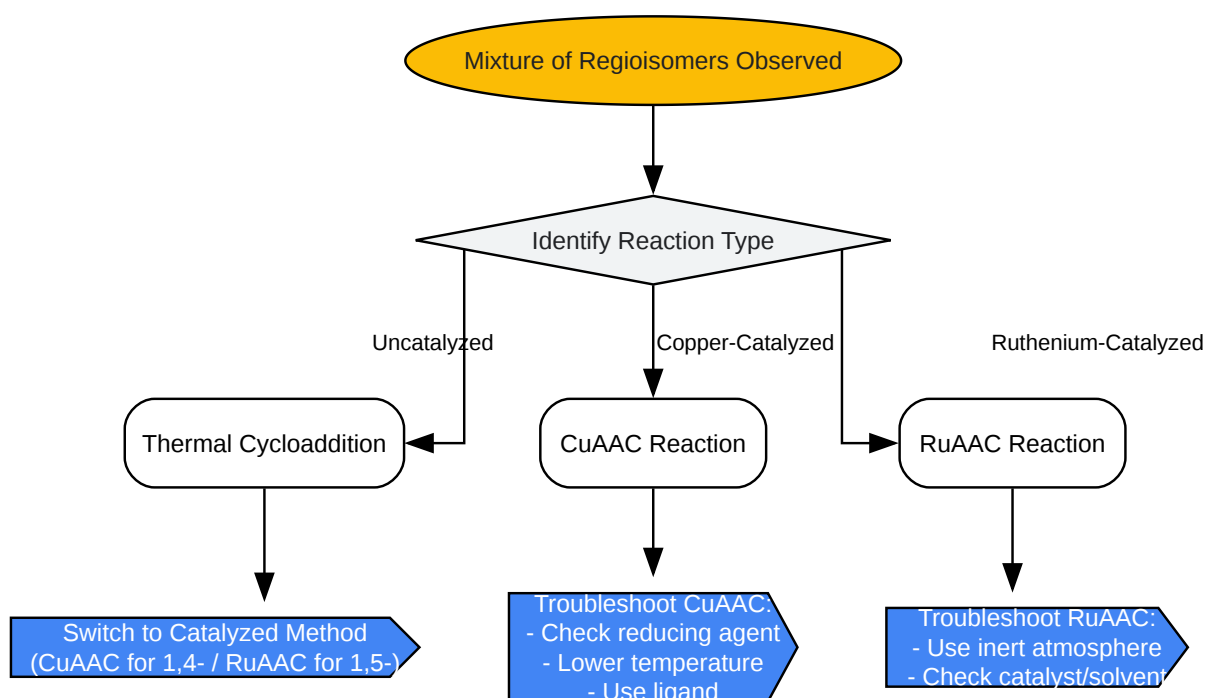 Mixture of Regioisomers Observed
Identify Reaction Type
Uncatalyzed
Copper-Catalyzed
Ruthenium-Catalyzed
Thermal Cycloaddition
CuAAC Reaction
RuAAC Reaction
Switch to Catalyzed Method
(CuAAC for 1,4- / RuAAC for 1,5-)
Troubleshoot CuAAC:
- Check reducing agent
- Lower temperature
- Use ligand
Troubleshoot RuAAC:
- Use inert atmosphere
- Check catalyst/solvent